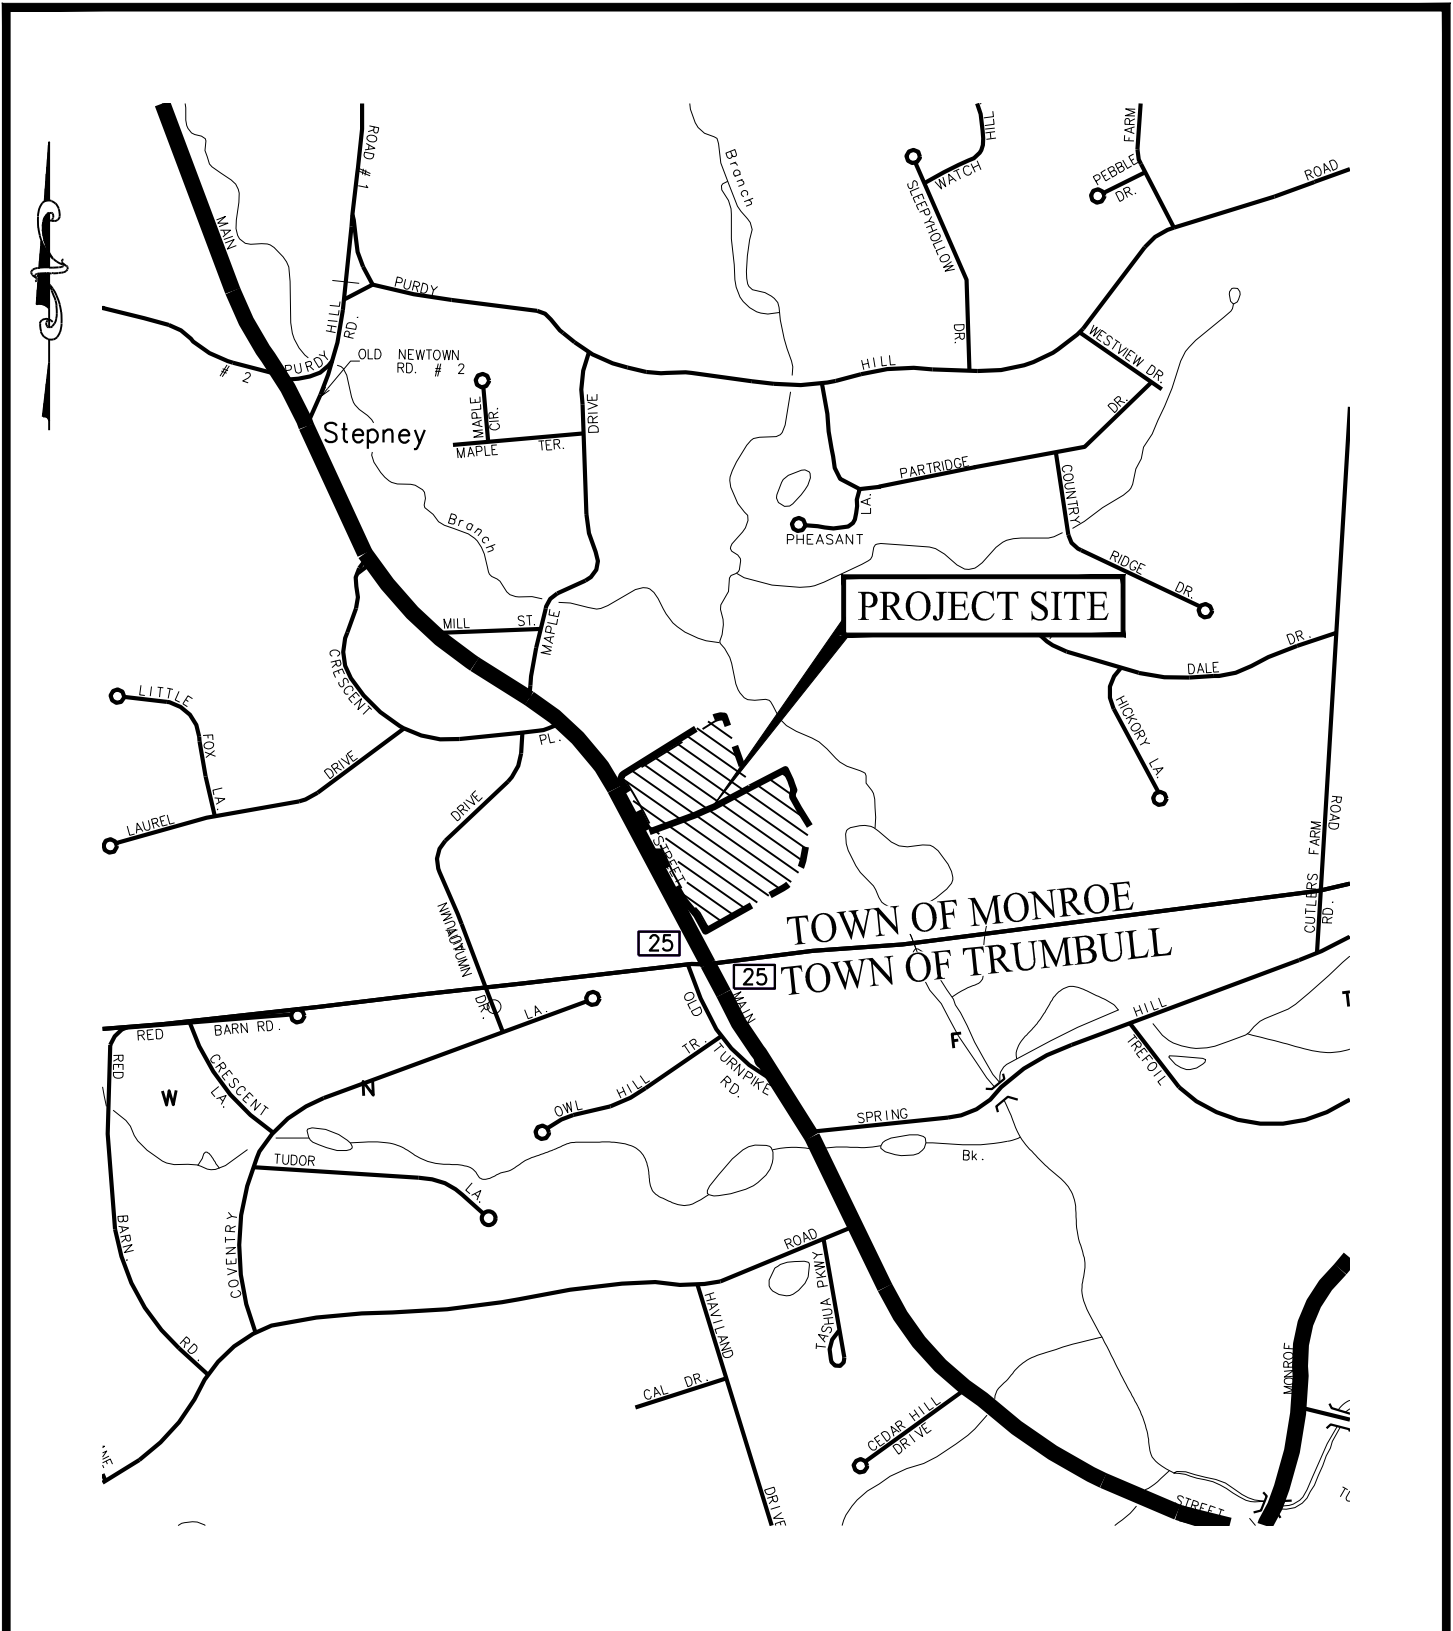 ROAD #1
FARM
HILL
Branch
WATCH
PEBBLE
DR.
ROAD
SLEEPYHOLLOW
DR.
MAIN
PURDY
HILL
RD.
WESTVIEW DR.
PURDY
# 2
OLD NEWTOWN
RD. # 2
HILL
MAPLE
CIR.
DRIVE
DR.
Stepney
MAPLE TER.
PARTRIDGE
COUNTRY
LA.
Branch
PHEASANT
RIDGE DR.
PROJECT SITE
MILL ST.
MAPLE
DR.
DALE
CRESCENT
LITTLE
FOX
LA.
HICKORY LA.
PL.
DRIVE
DRIVE
LAUREL
ROAD
FARM
CUTLERS
RD.
STREET
AUTUMN
TOWN OF MONROE
25
25
TOWN OF TRUMBULL
DR.
LA.
OLD
MAIN
HILL
T
RED
BARN RD.
RED
CRESCENT
LA.
TR.
TURNPIKE
RD.
F
TREFOIL
W
N
HILL
OWL
SPRING
Bk.
TUDOR
LA.
BARN
COVENTRY
ROAD
TASHUA PKWY
RD.
HAVILAND
MONROE
CAL DR.
CEDAR HILL
DRIVE
DRIVE
STREET